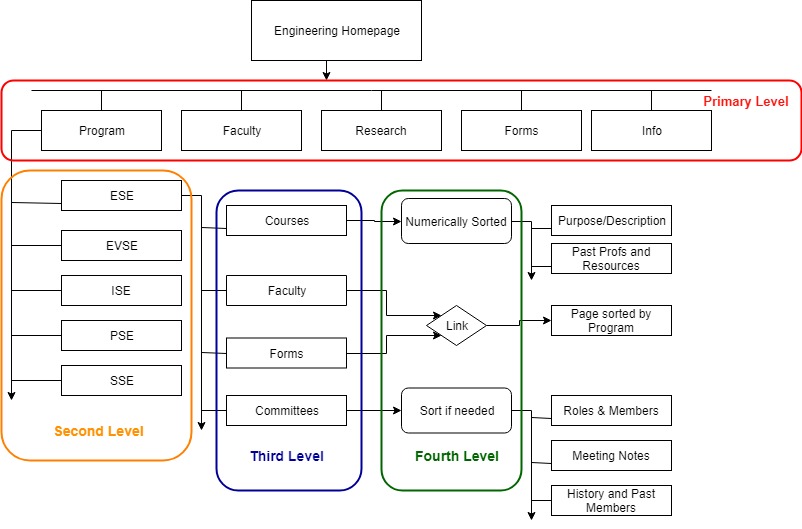 Engineering Homepage
Primary Level
Program
Faculty
Research
Forms
Info
ESE
EVSE
ISE
PSE
SSE
Second Level
Courses
Faculty
Forms
Committees
Third Level
Numerically Sorted
Link
Sort if needed
Fourth Level
Purpose/Description
Past Profs and
Resources
Page sorted by
Program
Roles & Members
Meeting Notes
History and Past
Members